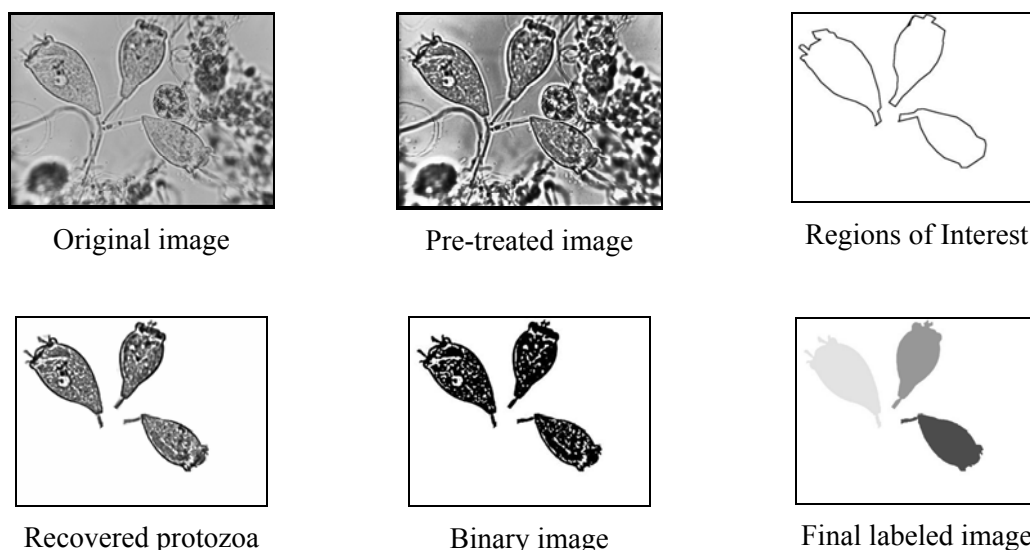 Original image
Pre-treated image
Regions of Interest
Recovered protozoa
Binary image
Final labeled image